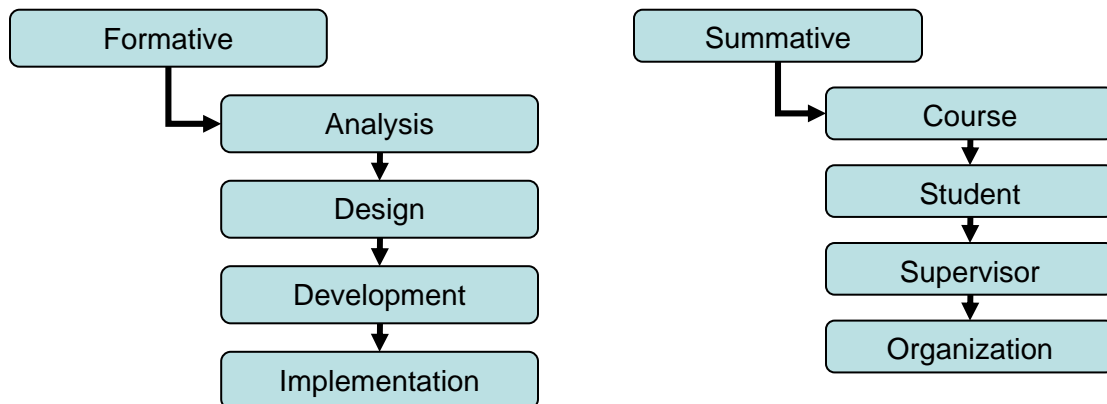 Formative
Analysis
Design
Development
Implementation
Summative
Course
Student
Supervisor
Organization